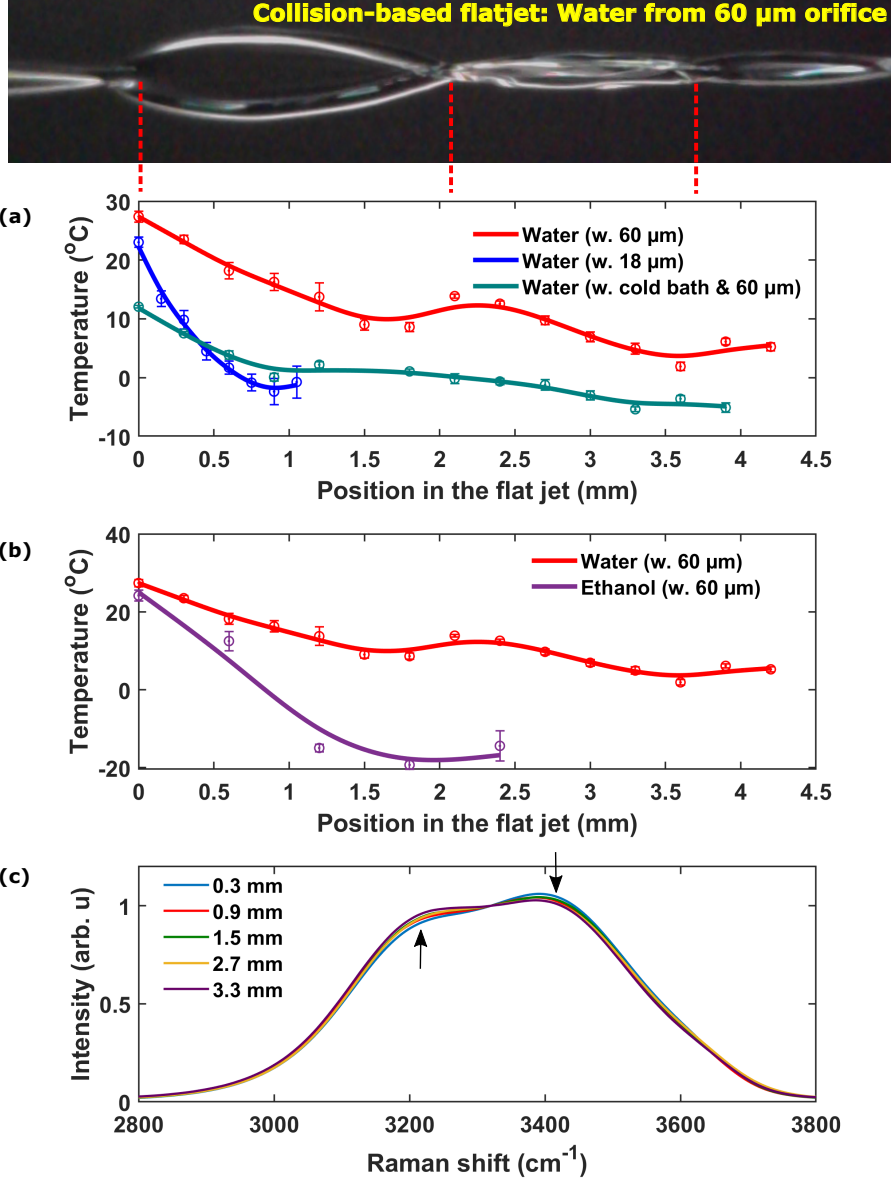 Collision-based flatjet: Water from 60 µm orifice
(a)
30
20
10
0
-10
Temperature (°C)
Water (w. 60 µm)
Water (w. 18 µm)
Water (w. cold bath & 60 µm)
0 0.5 1 1.5 2 2.5 3 3.5 4 4.5
Position in the flat jet (mm)
(b)
40
20
0
-20
Temperature (°C)
Water (w. 60 µm)
Ethanol (w. 60 µm)
0 0.5 1 1.5 2 2.5 3 3.5 4 4.5
Position in the flat jet (mm)
(c)
1
0.5
0
Intensity (arb. u)
0.3 mm
0.9 mm
1.5 mm
2.7 mm
3.3 mm
2800 3000 3200 3400 3600 3800
Raman shift (cm⁻¹)